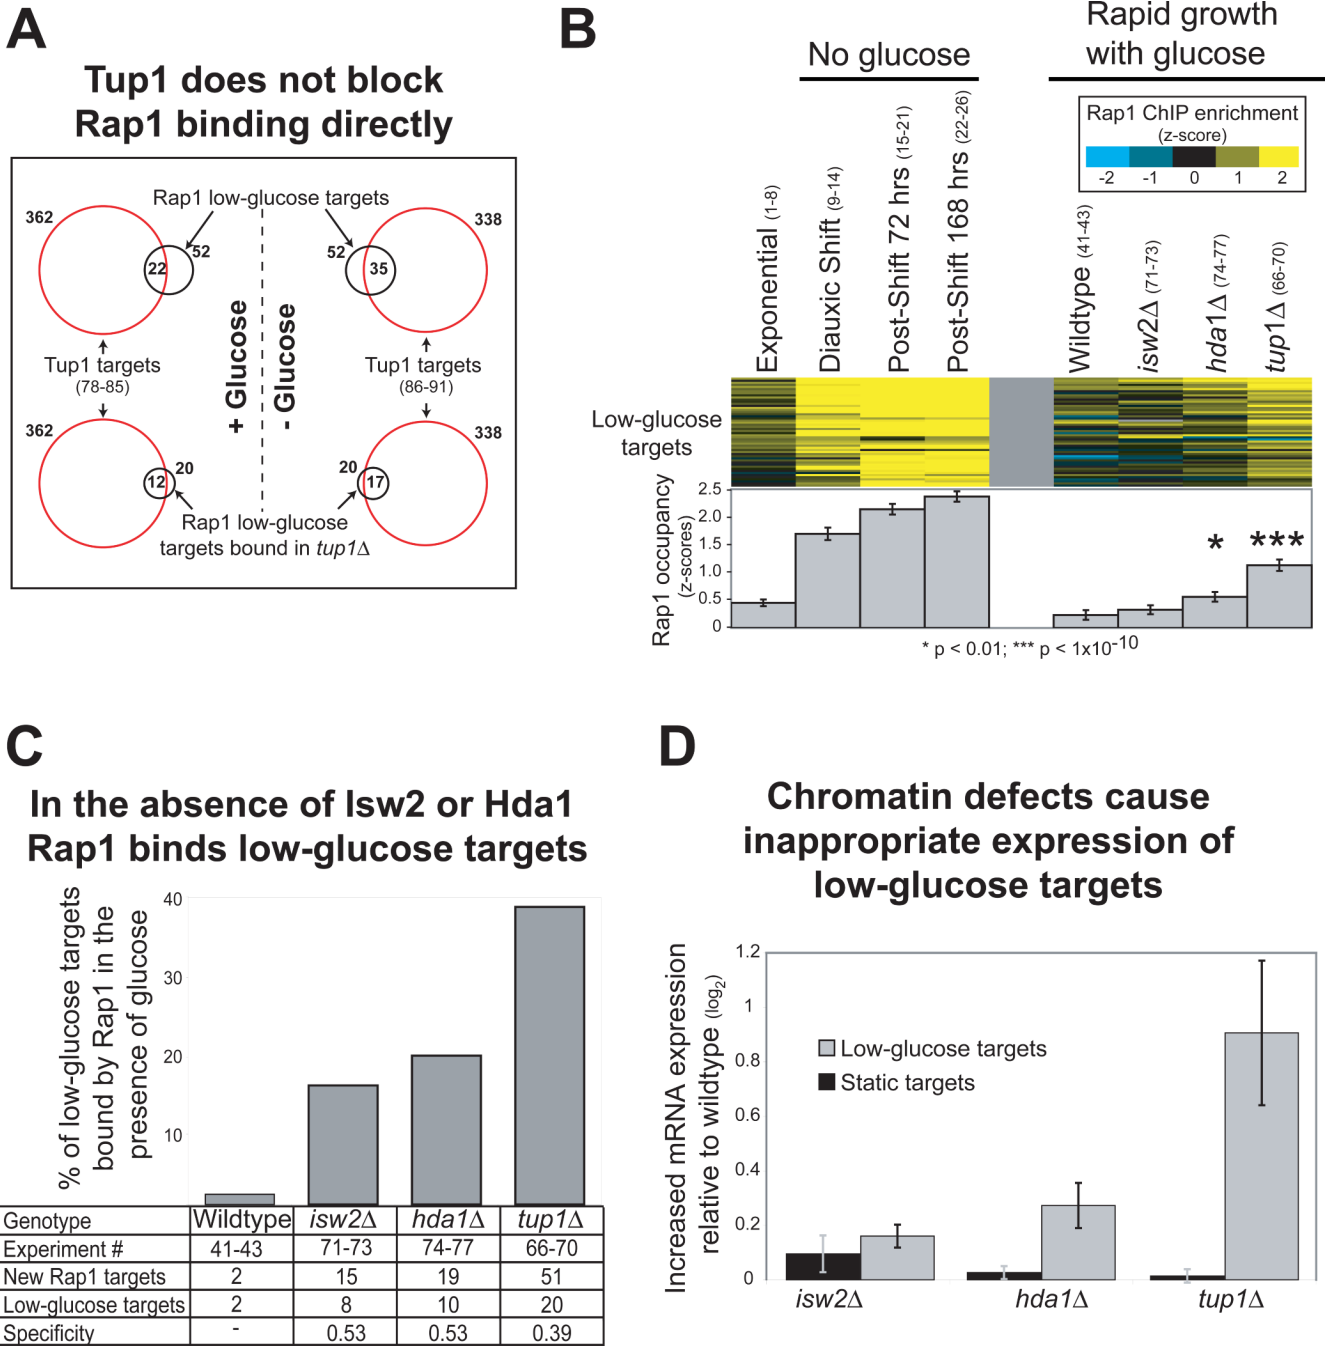 A
Tup1 does not block
Rap1 binding directly
Rap1 low-glucose targets
362
52
22
52
338
35
+ Glucose
- Glucose
Tup1 targets
(78-85)
Tup1 targets
(86-91)
362
20
12
20
338
17
Rap1 low-glucose
targets bound in tup1Δ
B
No glucose
Rapid growth
with glucose
Rap1 ChIP enrichment
(z-score)
-2 -1 0 1 2
Exponential (1-8)
Diauxic Shift (9-14)
Post-Shift 72 hrs (15-21)
Post-Shift 168 hrs (22-26)
Wildtype (41-43)
isw2Δ (71-73)
hda1Δ (74-77)
tup1Δ (66-70)
Low-glucose
targets
Rap1 occupancy
(z-scores)
2.5
2.0
1.5
1.0
0.5
0
*
***
* p < 0.01; *** p < 1x10-10
C
In the absence of Isw2 or Hda1
Rap1 binds low-glucose targets
% of low-glucose targets
bound by Rap1 in the
presence of glucose
40
30
20
10
Genotype Wildtype isw2Δ hda1Δ tup1Δ
Experiment # 41-43 71-73 74-77 66-70
New Rap1 targets 2 15 19 51
Low-glucose targets 2 8 10 20
Specificity - 0.53 0.53 0.39
D
Chromatin defects cause
inappropriate expression of
low-glucose targets
Increased mRNA expression
relative to wildtype (log2)
1.2
1
0.8
0.6
0.4
0.2
0
Low-glucose targets
Static targets
isw2Δ
hda1Δ
tup1Δ